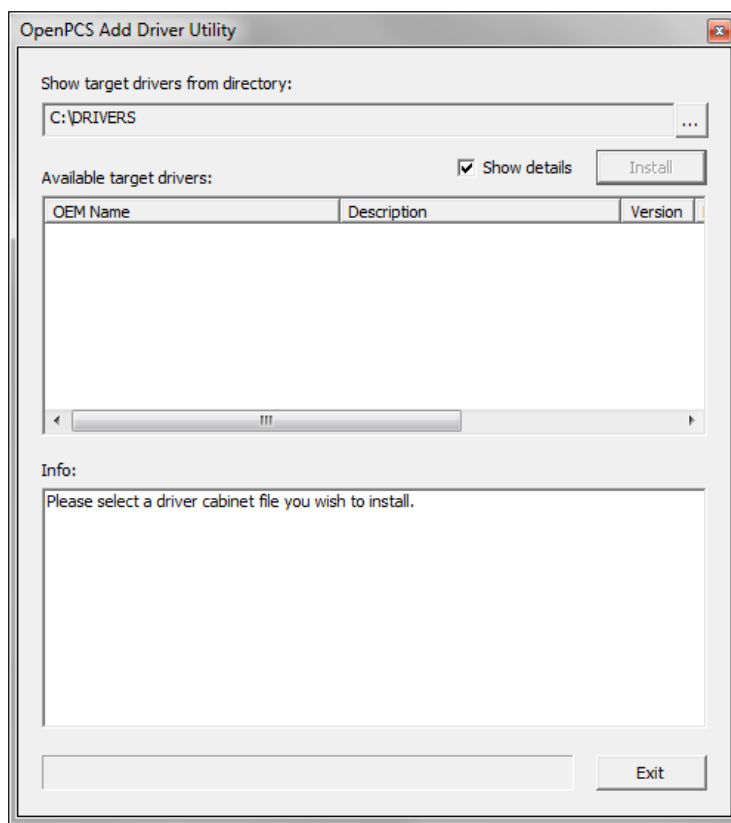 OpenPCS Add Driver Utility
Show target drivers from directory:
C:\DRIVERS
...
Show details
Install
Available target drivers:
OEM Name
Description
Version
Info:
Please select a driver cabinet file you wish to install.
Exit